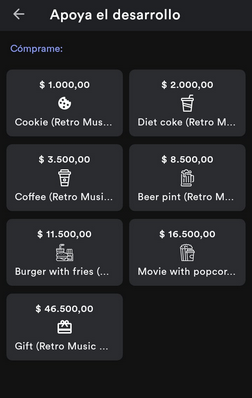 Apoya el desarrollo
Cómprame:
$ 1.000,00
Cookie (Retro Mus...
$ 2.000,00
Diet coke (Retro M...
$ 3.500,00
Coffee (Retro Musi...
$ 8.500,00
Beer pint (Retro M...
$ 11.500,00
Burger with fries (...
$ 16.500,00
Movie with popcor...
$ 46.500,00
Gift (Retro Music ...